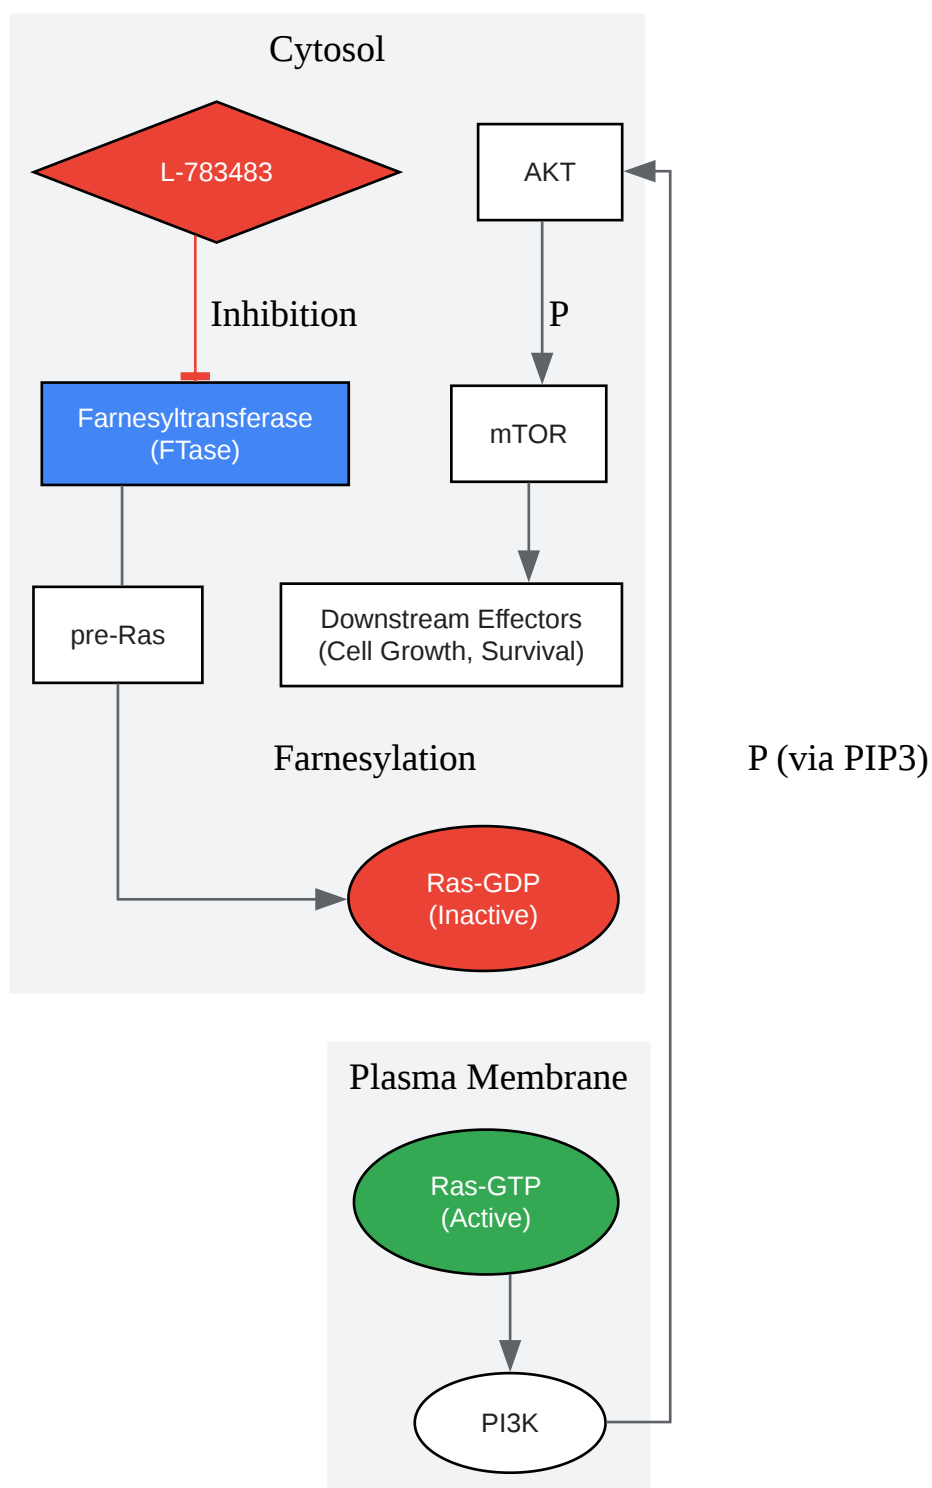 Cytosol
L-783483
AKT
Inhibition
P
Farnesyltransferase
(FTase)
mTOR
pre-Ras
Downstream Effectors
(Cell Growth, Survival)
Farnesylation
P (via PIP3)
Ras-GDP
(Inactive)
Plasma Membrane
Ras-GTP
(Active)
PI3K